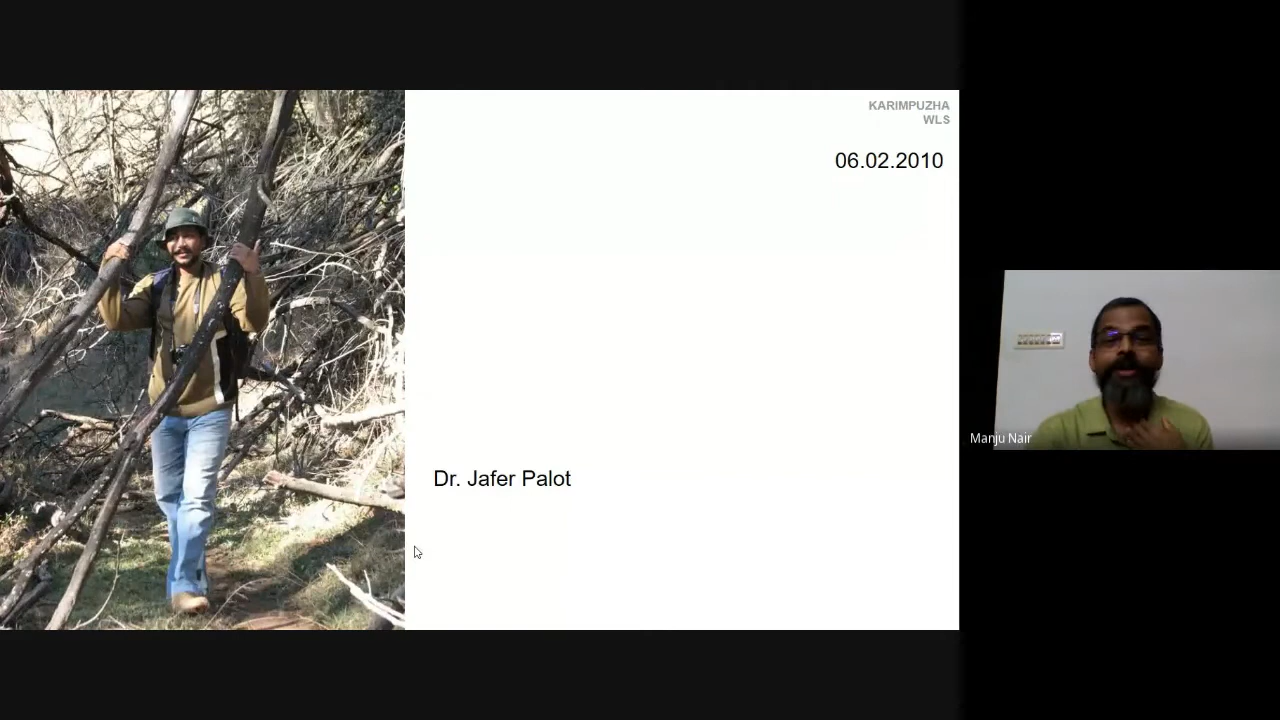 KARIMPUZHA
WLS
06.02.2010
Dr. Jafer Palot
Manju Nair